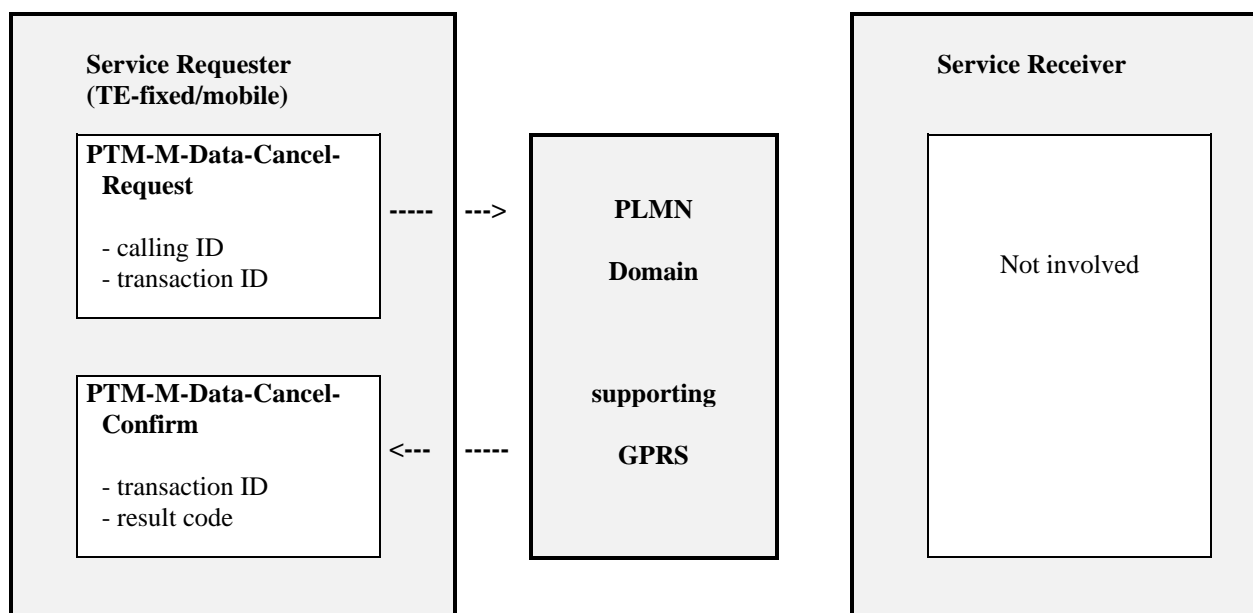 Service Requester
(TE-fixed/mobile)
PTM-M-Data-Cancel-
Request
- calling ID
- transaction ID
----- --->
PTM-M-Data-Cancel-
Confirm
- transaction ID
- result code
<--- -----
PLMN
Domain
supporting
GPRS
Service Receiver
Not involved